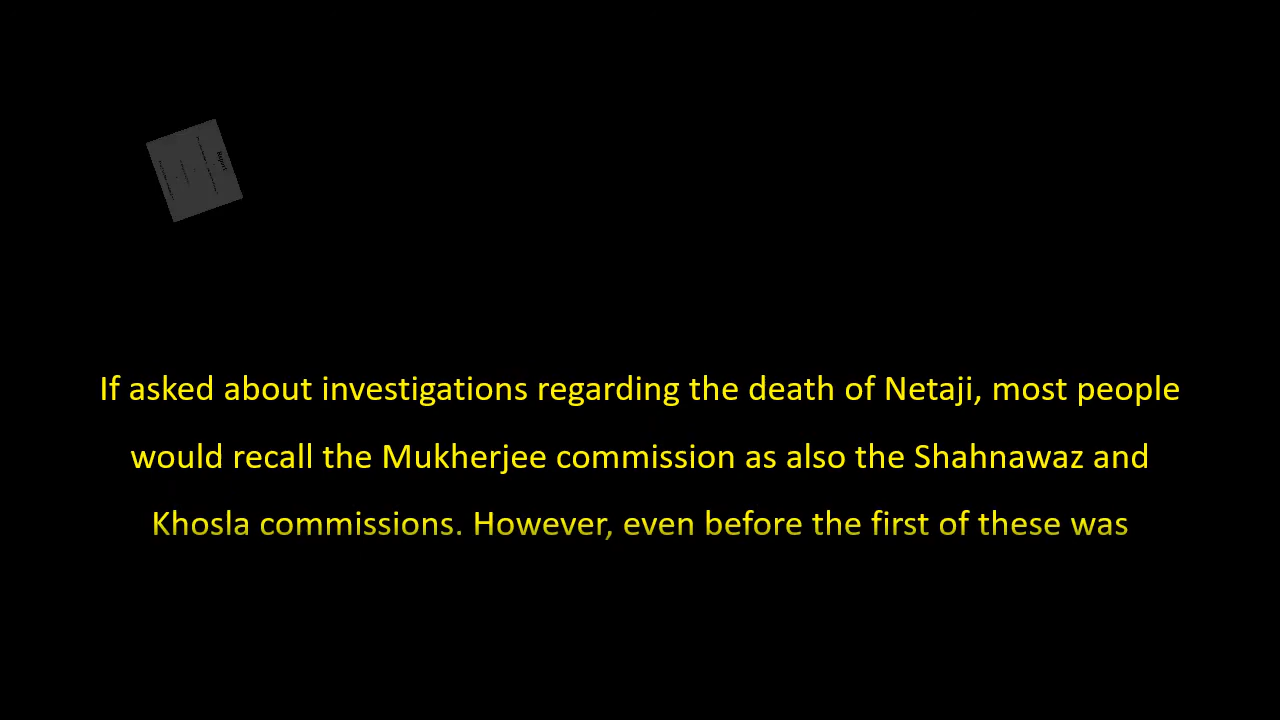 Report
If asked about investigations regarding the death of Netaji, most people
would recall the Mukherjee commission as also the Shahnawaz and
Khosla commissions. However, even before the first of these was